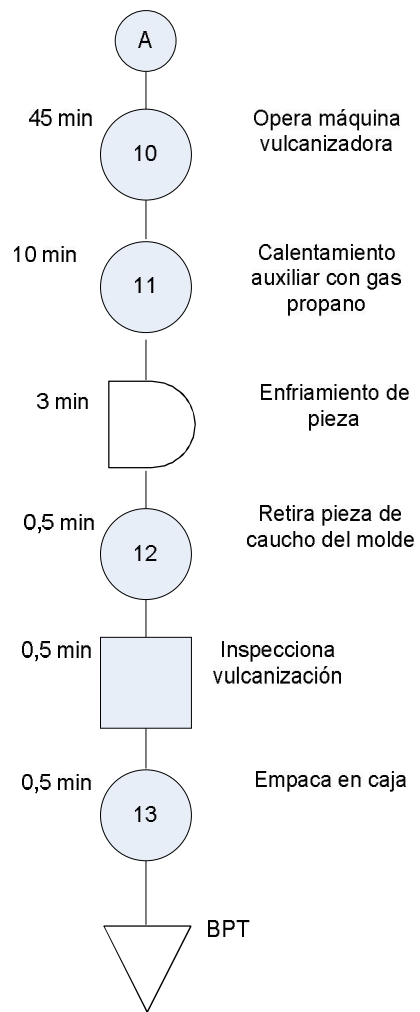 A
45 min
10
Opera máquina
vulcanizadora
10 min
11
Calentamiento
auxiliar con gas
propano
3 min
Enfriamiento de
pieza
0,5 min
12
Retira pieza de
caucho del molde
0,5 min
Inspecciona
vulcanización
0,5 min
13
Empaca en caja
BPT